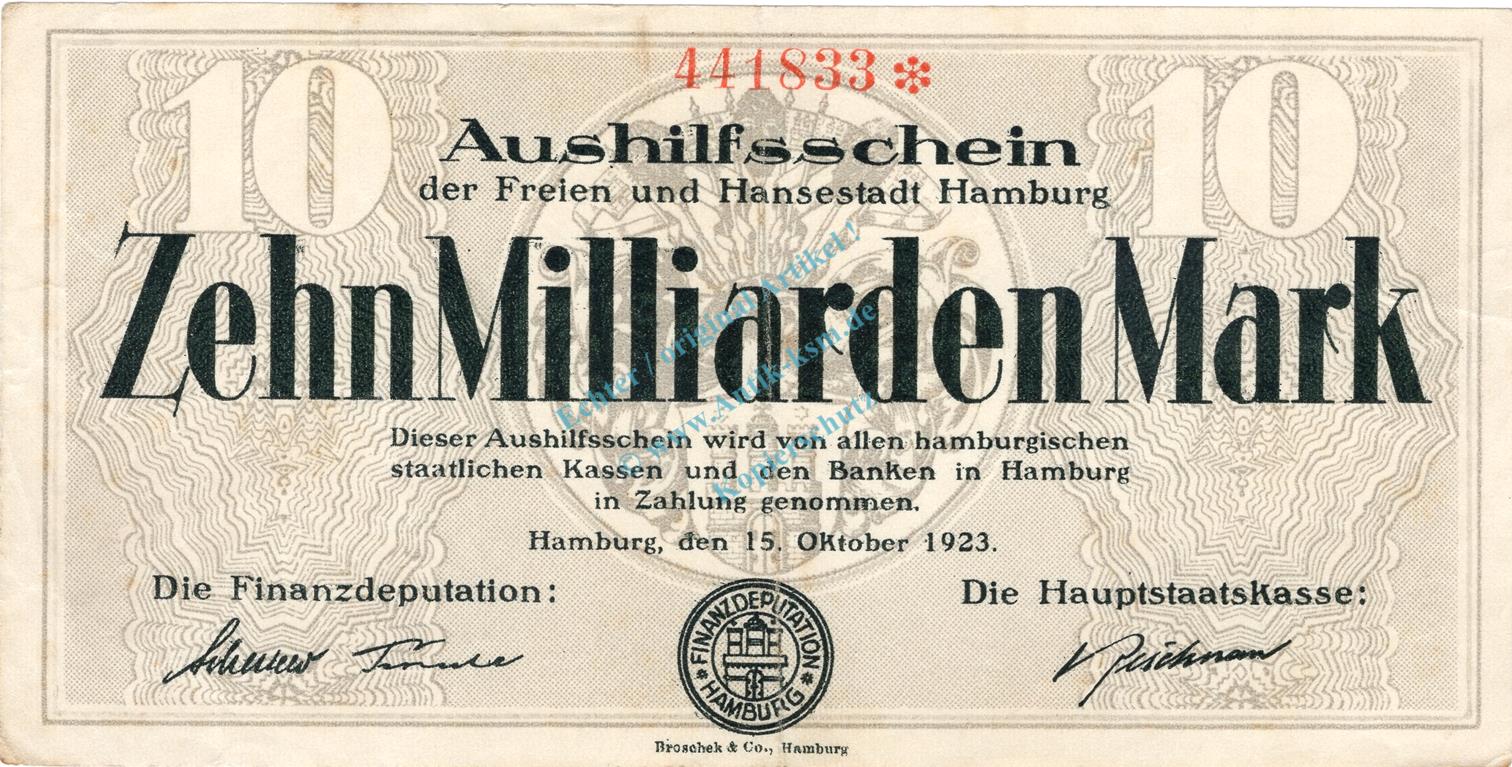 10
441833*
10
Aushilfsschein
der Freien und Hansestadt Hamburg
Zehn Milliarden Mark
Echter / original Artikel !
© www.Antik-ksm.de
Kopierschutz
Dieser Aushilfsschein wird von allen hamburgischen
staatlichen Kassen und den Banken in Hamburg
in Zahlung genommen.
Hamburg, den 15. Oktober 1923.
Die Finanzdeputation:
Die Hauptstaatskasse:
* FINANZDEPUTATION *
HAMBURG
Broschek & Co., Hamburg